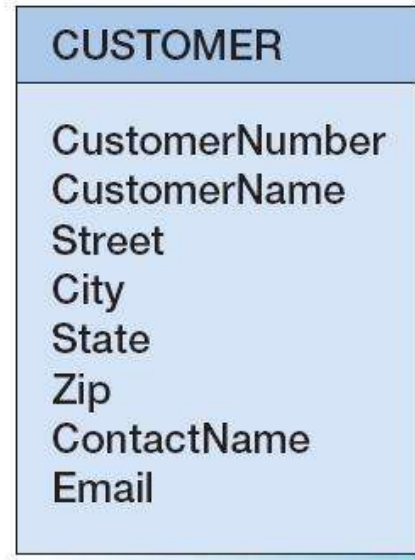 CUSTOMER
CustomerNumber
CustomerName
Street
City
State
Zip
ContactName
Email